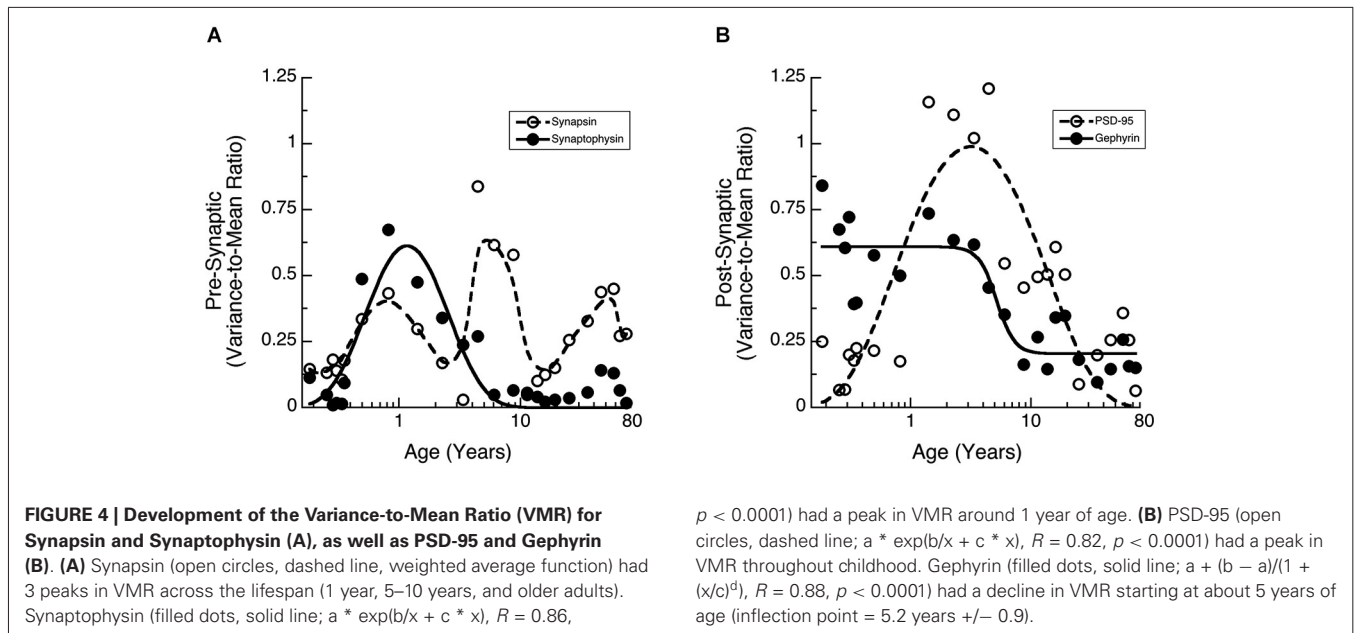 A
Pre-Synaptic
(Variance-to-Mean Ratio)
1.25
1
0.75
0.5
0.25
0
Synapsin
Synaptophysin
1
10
80
Age (Years)
B
Post-Synaptic
(Variance-to-Mean Ratio)
1.25
1
0.75
0.5
0.25
0
PSD-95
Gephyrin
1
10
80
Age (Years)
FIGURE 4 | Development of the Variance-to-Mean Ratio (VMR) for
Synapsin and Synaptophysin (A), as well as PSD-95 and Gephyrin
(B). (A) Synapsin (open circles, dashed line, weighted average function) had
3 peaks in VMR across the lifespan (1 year, 5–10 years, and older adults).
Synaptophysin (filled dots, solid line; a * exp(b/x + c * x), R = 0.86,
p < 0.0001) had a peak in VMR around 1 year of age. (B) PSD-95 (open
circles, dashed line; a * exp(b/x + c * x), R = 0.82, p < 0.0001) had a peak in
VMR throughout childhood. Gephyrin (filled dots, solid line; a + (b − a)/(1 +
(x/c)ᵈ), R = 0.88, p < 0.0001) had a decline in VMR starting at about 5 years of
age (inflection point = 5.2 years +/− 0.9).